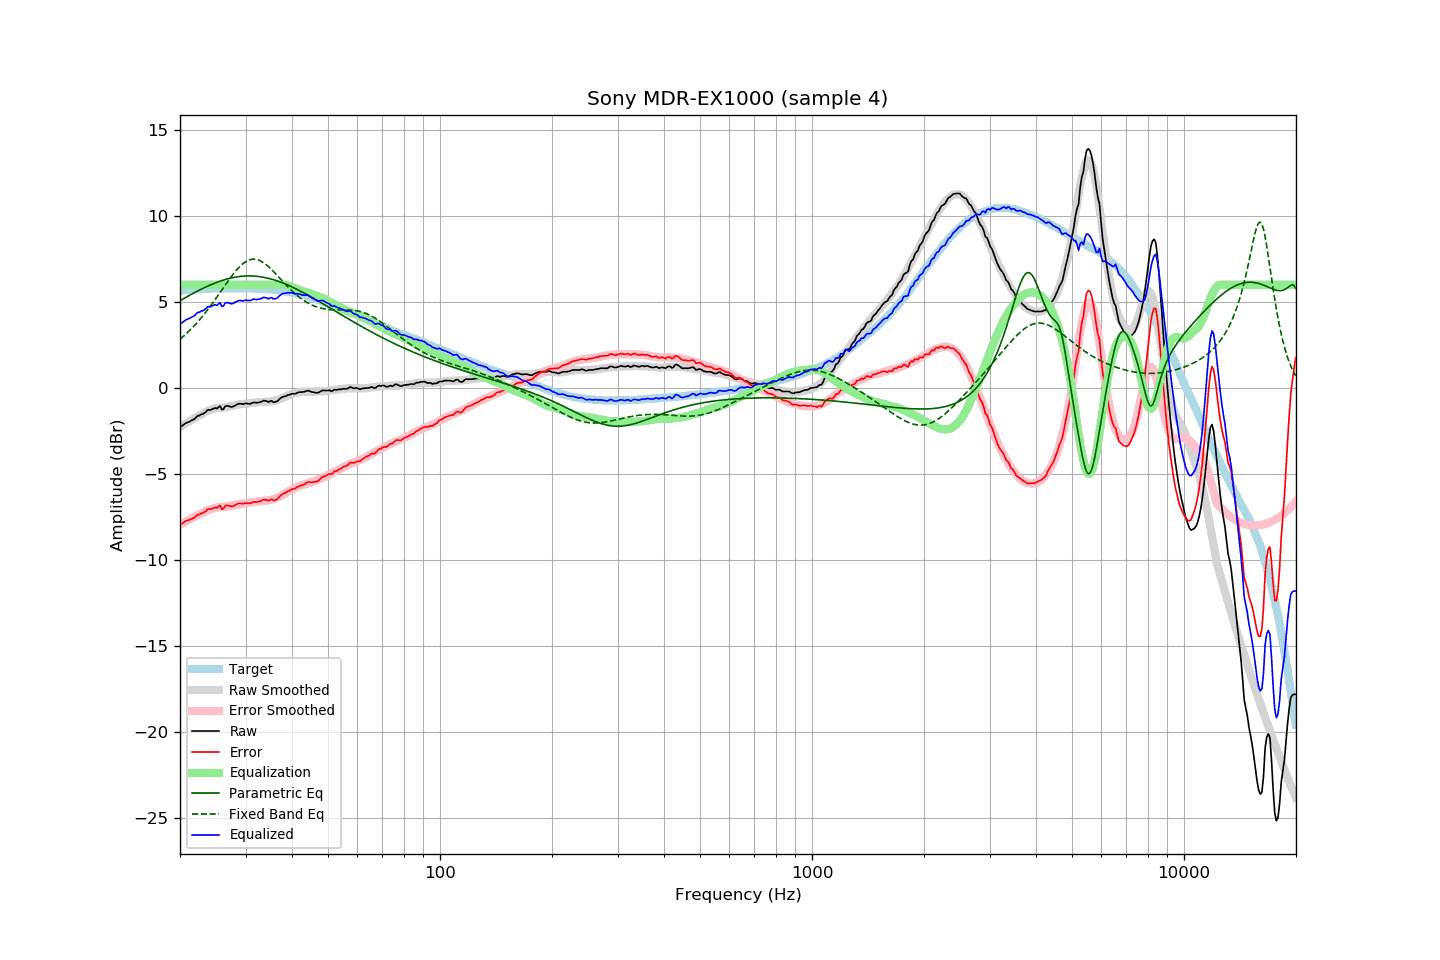 Sony MDR-EX1000 (sample 4)
15
10
5
0
−5
−10
−15
−20
−25
Amplitude (dBr)
Target
Raw Smoothed
Error Smoothed
Raw
Error
Equalization
Parametric Eq
Fixed Band Eq
Equalized
100
1000
10000
Frequency (Hz)